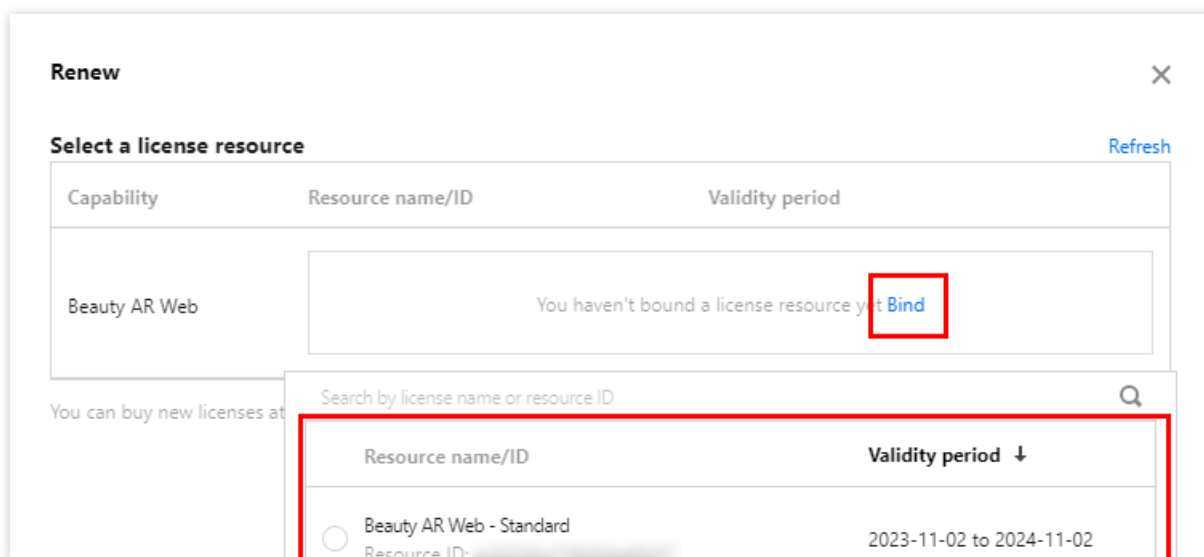 Renew
Select a license resource Refresh
Capability Resource name/ID Validity period
Beauty AR Web You haven't bound a license resource yet Bind
Search by license name or resource ID
You can buy new licenses at
Resource name/ID Validity period ↓
Beauty AR Web - Standard
2023-11-02 to 2024-11-02
Resource ID: